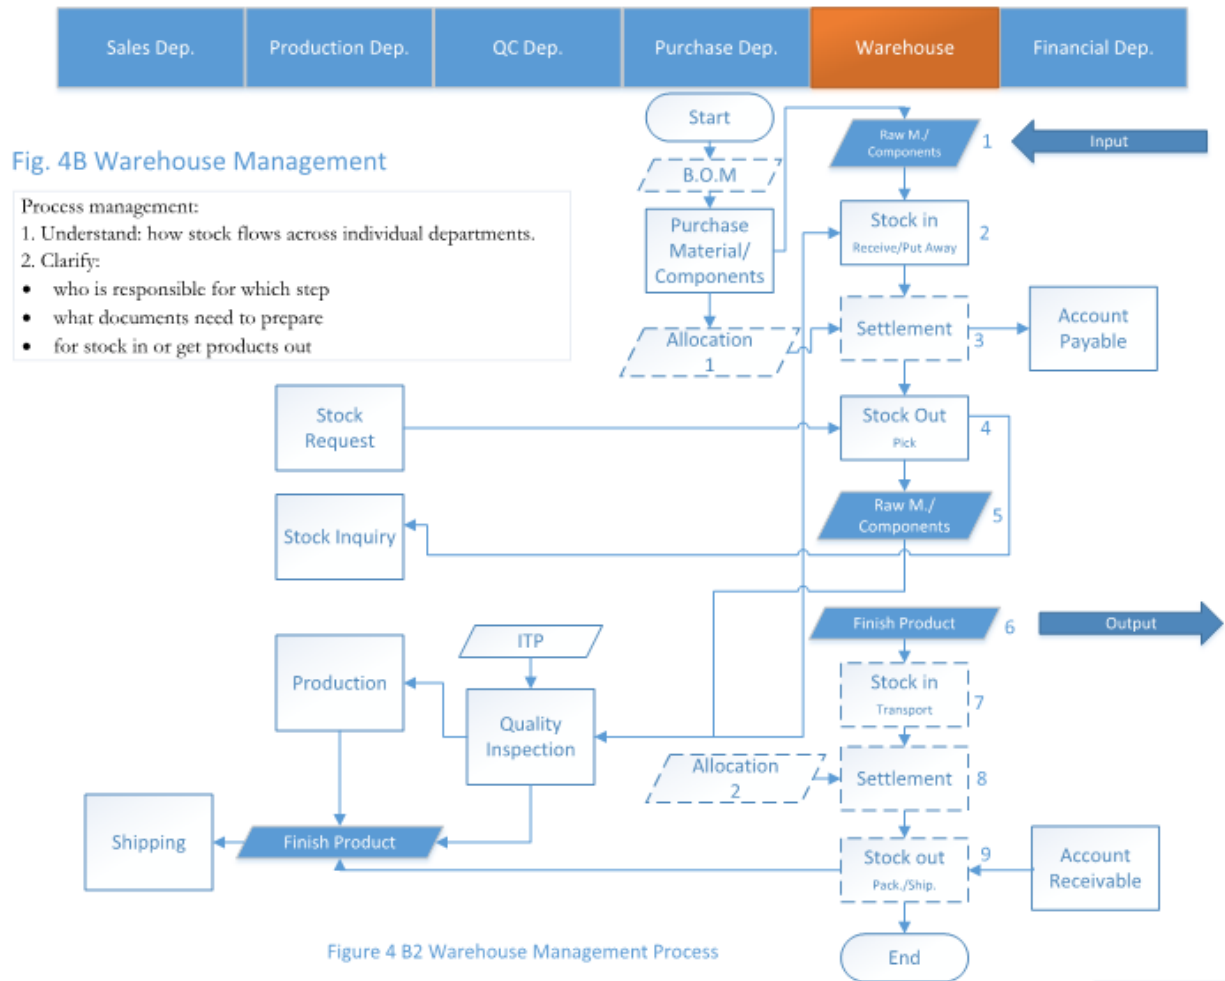 Sales Dep.
Production Dep.
QC Dep.
Purchase Dep.
Warehouse
Financial Dep.
Start
Raw M./
Components
1
Input
Fig. 4B Warehouse Management
B.O.M
Process management:
1. Understand: how stock flows across individual departments.
2. Clarify:
• who is responsible for which step
• what documents need to prepare
• for stock in or get products out
Purchase
Material/
Components
Stock in
Receive/Put Away
2
Allocation
1
Settlement
3
Account
Payable
Stock
Request
Stock Out
Pick
4
Stock Inquiry
Raw M./
Components
5
Finish Product
6
Output
ITP
Production
Quality
Inspection
Stock in
Transport
7
Allocation
2
Settlement
8
Shipping
Finish Product
Stock out
Pack./Ship.
9
Account
Receivable
Figure 4 B2 Warehouse Management Process
End